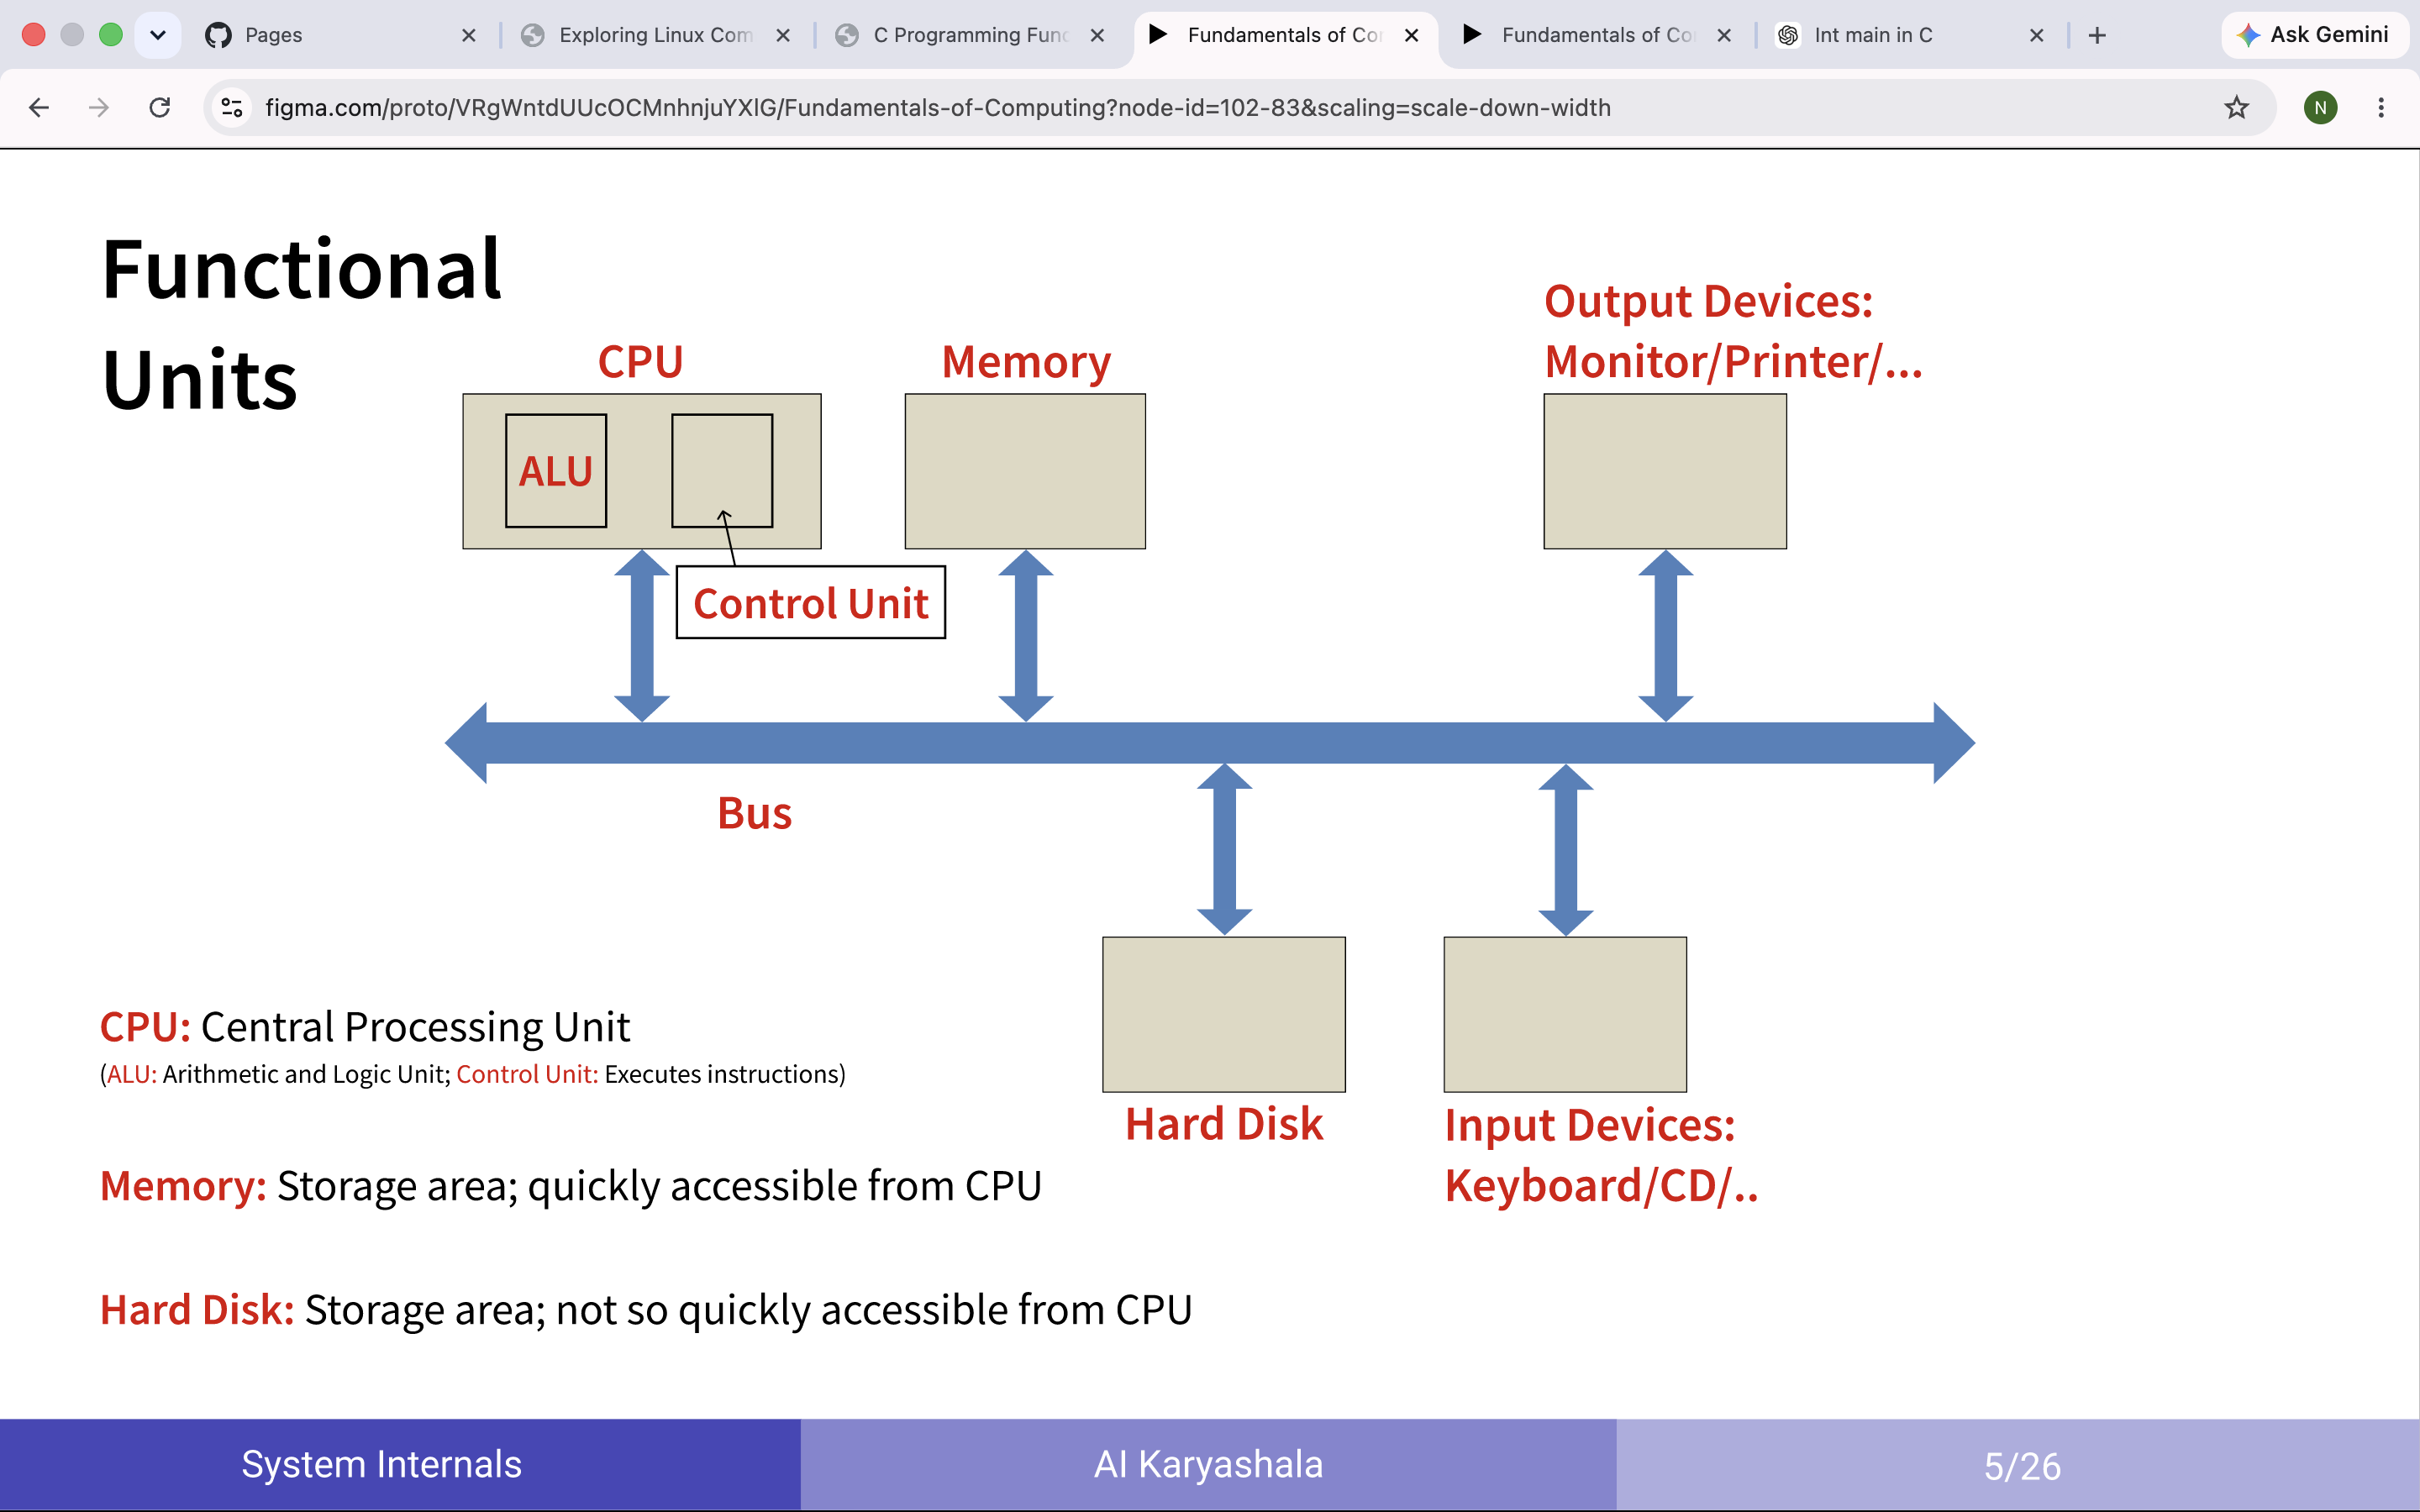 Pages
Exploring Linux Com
C Programming Func
Fundamentals of Co
Fundamentals of Co
Int main in C
Ask Gemini
figma.com/proto/VRgWntdUUcOCMnhnjuYXlG/Fundamentals-of-Computing?node-id=102-83&scaling=scale-down-width
N
Functional
Units
CPU
Memory
Output Devices:
Monitor/Printer/...
ALU
Control Unit
Bus
Hard Disk
Input Devices:
Keyboard/CD/..
CPU: Central Processing Unit
(ALU: Arithmetic and Logic Unit; Control Unit: Executes instructions)
Memory: Storage area; quickly accessible from CPU
Hard Disk: Storage area; not so quickly accessible from CPU
System Internals
AI Karyashala
5/26